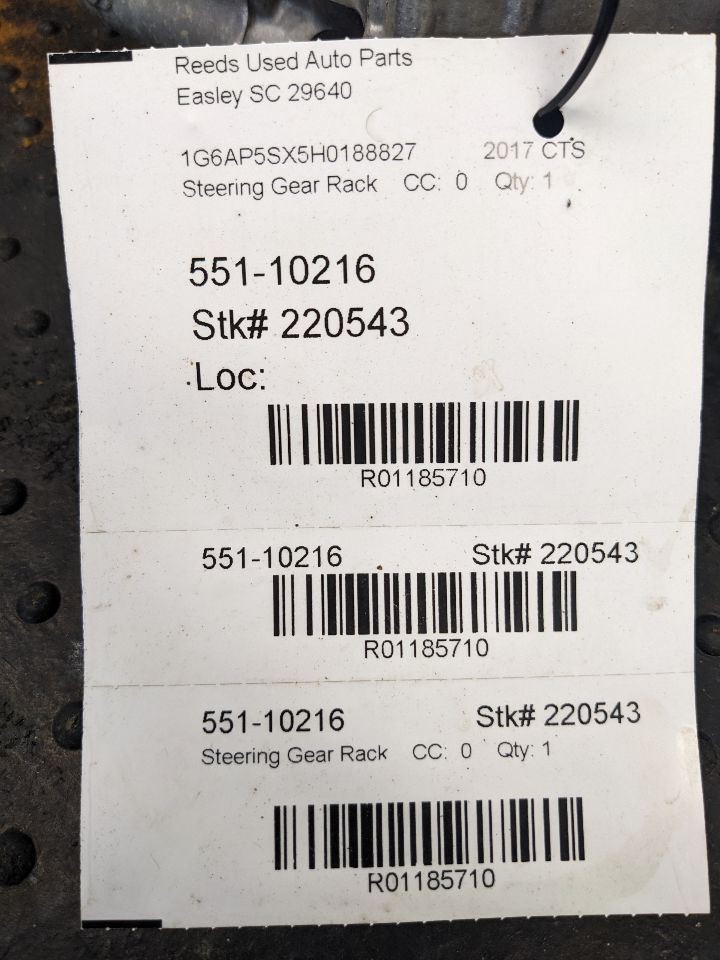 Reeds Used Auto Parts
Easley SC 29640
1G6AP5SX5H0188827 2017 CTS
Steering Gear Rack CC: 0 Qty: 1
551-10216
Stk# 220543
Loc:
R01185710
551-10216 Stk# 220543
R01185710
551-10216 Stk# 220543
Steering Gear Rack CC: 0 Qty: 1
R01185710